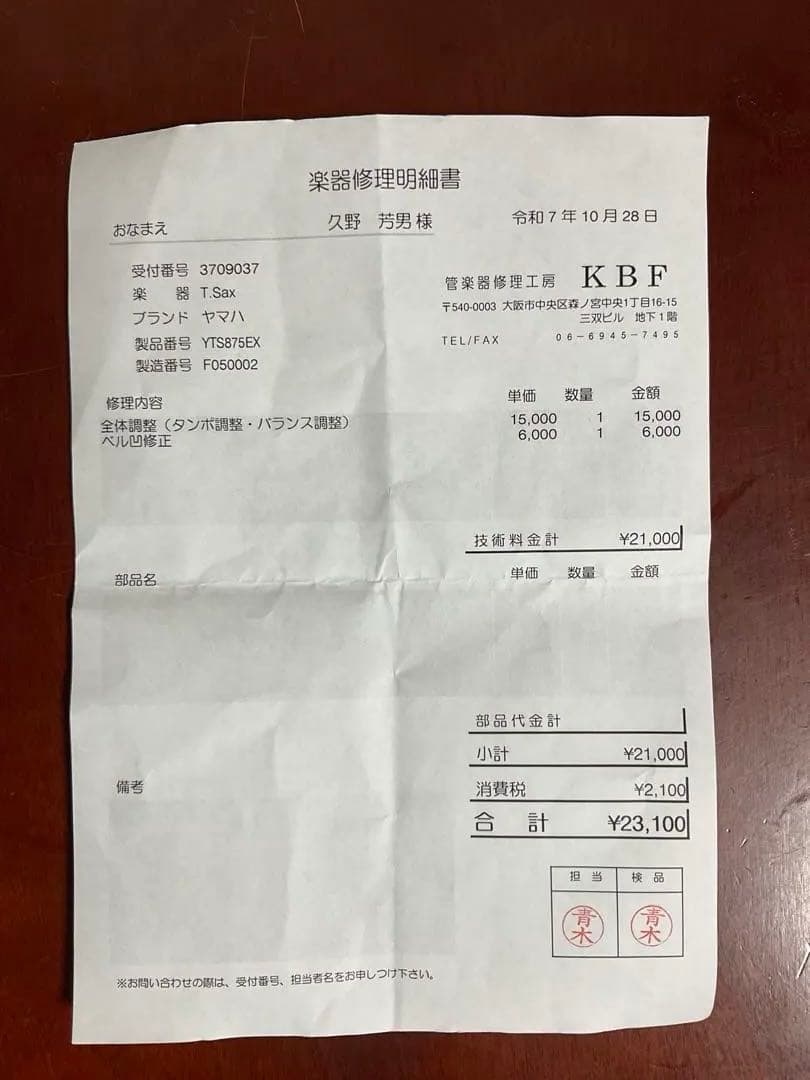 楽器修理明細書
おなまえ 久野 芳男 様 令和 7 年 10 月 28 日
受付番号 3709037
楽 器 T.Sax
ブランド ヤマハ
製品番号 YTS875EX
製造番号 F050002
管楽器修理工房 KBF
〒540-0003 大阪市中央区森ノ宮中央1丁目16-15
三双ビル 地下1階
TEL/FAX 06-6945-7495
修理内容 単価 数量 金額
全体調整（タンポ調整・バランス調整） 15,000 1 15,000
ベル凹修正 6,000 1 6,000
技術料金計 ¥21,000
部品名 単価 数量 金額
部品代金計
小計 ¥21,000
備考
消費税 ¥2,100
合 計 ¥23,100
担 当 検 品
青木 青木
※お問い合わせの際は、受付番号、担当者名をお申しつけ下さい。